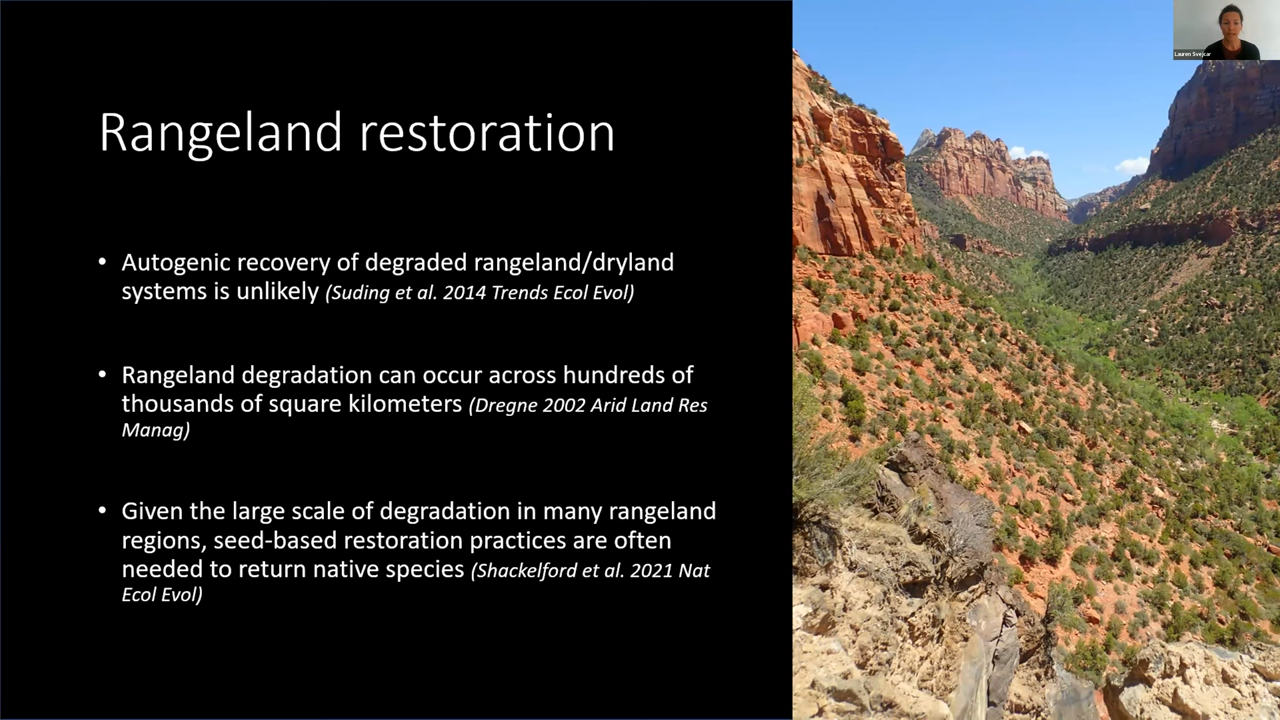 Lauren Svejcar
Rangeland restoration
• Autogenic recovery of degraded rangeland/dryland
systems is unlikely (Suding et al. 2014 Trends Ecol Evol)
• Rangeland degradation can occur across hundreds of
thousands of square kilometers (Dregne 2002 Arid Land Res
Manag)
• Given the large scale of degradation in many rangeland
regions, seed-based restoration practices are often
needed to return native species (Shackelford et al. 2021 Nat
Ecol Evol)